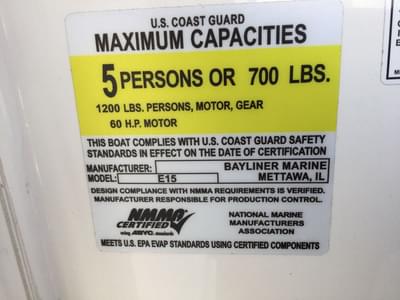 U.S. COAST GUARD
MAXIMUM CAPACITIES
5 PERSONS OR 700 LBS.
1200 LBS. PERSONS, MOTOR, GEAR
60 H.P. MOTOR
THIS BOAT COMPLIES WITH U.S. COAST GUARD SAFETY
STANDARDS IN EFFECT ON THE DATE OF CERTIFICATION
MANUFACTURER: BAYLINER MARINE
MODEL: E15 METTAWA, IL
DESIGN COMPLIANCE WITH NMMA REQUIREMENTS IS VERIFIED.
MANUFACTURER RESPONSIBLE FOR PRODUCTION CONTROL.
NMMA
CERTIFIED
using ABYC standards
NATIONAL MARINE
MANUFACTURERS
ASSOCIATION
MEETS U.S. EPA EVAP STANDARDS USING CERTIFIED COMPONENTS